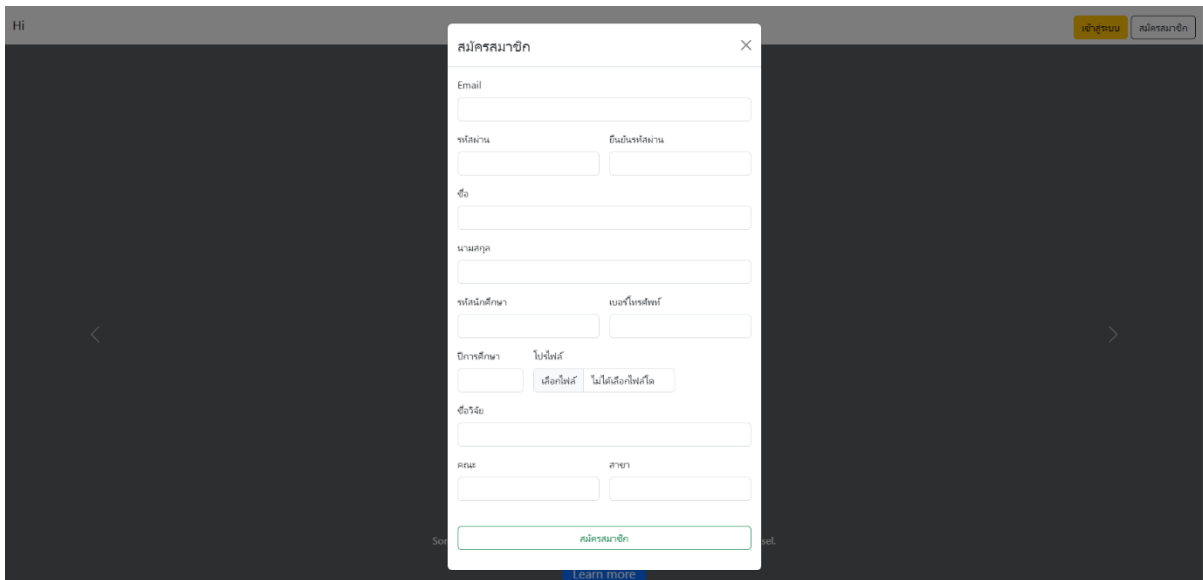 Hi
เข้าสู่ระบบ สมัครสมาชิก
สมัครสมาชิก
Email
รหัสผ่าน ยืนยันรหัสผ่าน
ชื่อ
นามสกุล
รหัสนักศึกษา เบอร์โทรศัพท์
ปีการศึกษา โปรไฟล์
เลือกไฟล์ ไม่ได้เลือกไฟล์ใด
ชื่อวิจัย
คณะ สาขา
สมัครสมาชิก
Learn more